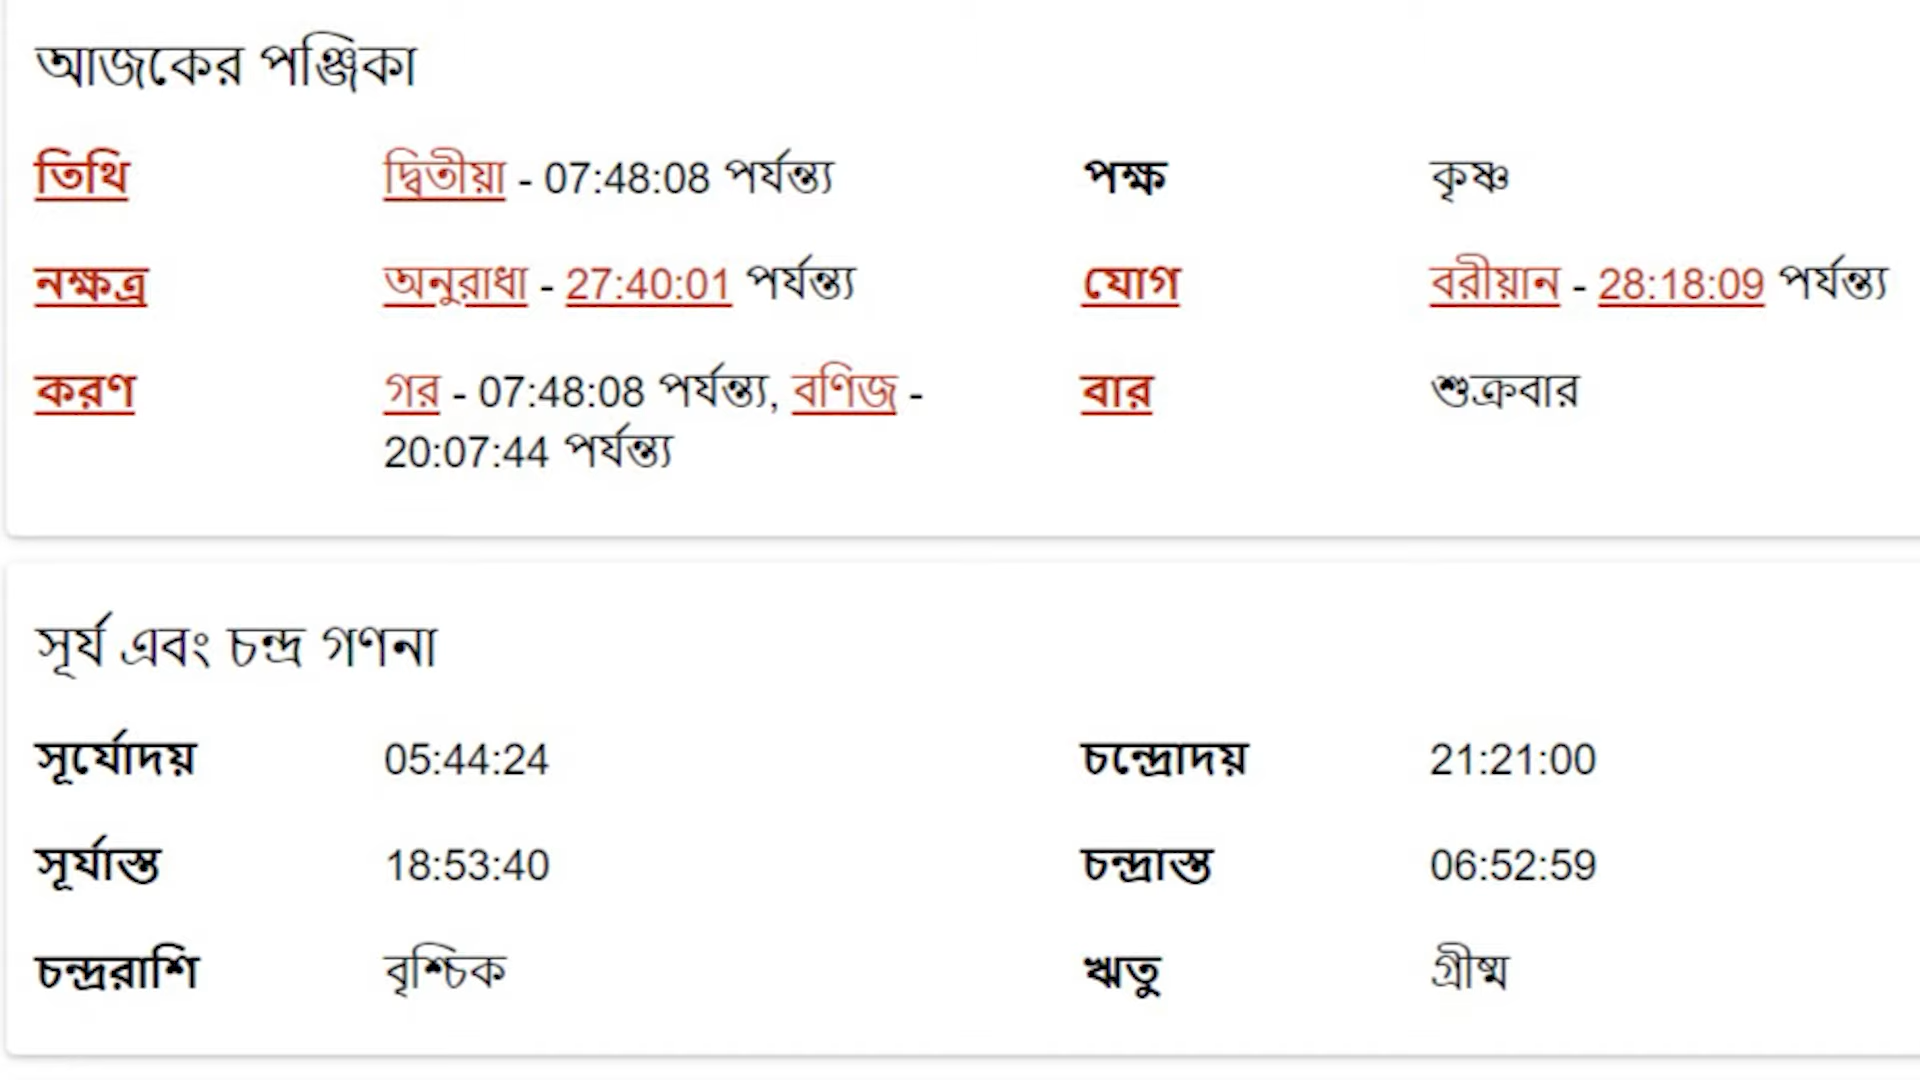 আজকের পঞ্জিকা
তিথি দ্বিতীয়া - 07:48:08 পর্যন্ত্য পক্ষ কৃষ্ণ
নক্ষত্র অনুরাধা - 27:40:01 পর্যন্ত্য যোগ বরীয়ান - 28:18:09 পর্যন্ত্য
করণ গর - 07:48:08 পর্যন্ত্য, বণিজ - বার শুক্রবার
20:07:44 পর্যন্ত্য
সূর্য এবং চন্দ্র গণনা
সূর্যোদয় 05:44:24 চন্দ্রোদয় 21:21:00
সূর্যাস্ত 18:53:40 চন্দ্রাস্ত 06:52:59
চন্দ্ররাশি বৃশ্চিক ঋতু গ্রীষ্ম